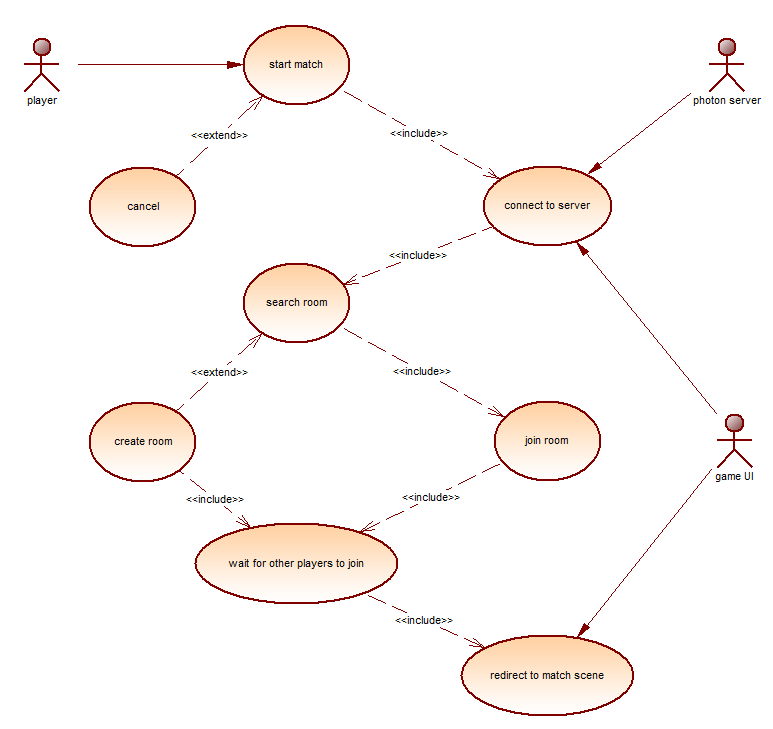 start match
player
photon server
<<extend>>
<<include>>
cancel
connect to server
<<include>>
search room
<<extend>>
<<include>>
create room
join room
game UI
<<include>>
<<include>>
wait for other players to join
<<include>>
redirect to match scene